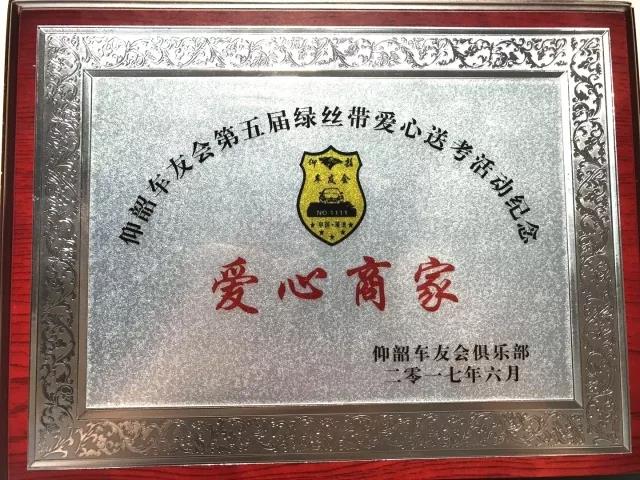 仰韶车友会第五届绿丝带爱心送考活动纪念
仰韶
车友会
NO.1111
爱心商家
仰韶车友会俱乐部
二零一七年六月